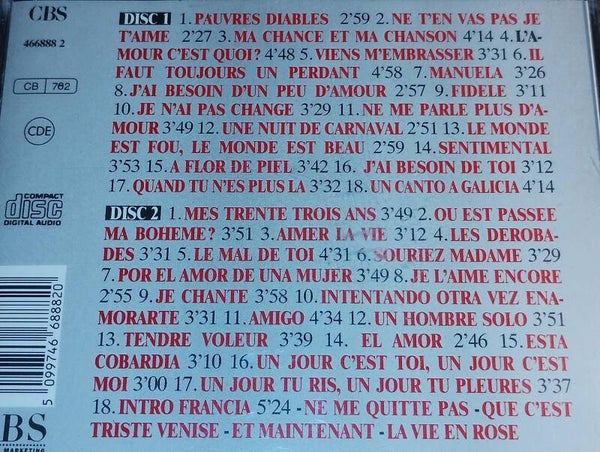 CBS
466888 2
CB 762
CDE
COMPACT
disc
DIGITAL AUDIO
5 099746 688820
BS
MARKETING
DISC 1 1. PAUVRES DIABLES 2'59 2. NE T'EN VAS PAS JE
T'AIME 2'27 3. MA CHANCE ET MA CHANSON 4'14 4. L'A-
MOUR C'EST QUOI? 4'48 5. VIENS M'EMBRASSER 3'31 6. IL
FAUT TOUJOURS UN PERDANT 4'58 7. MANUELA 3'26
8. J'AI BESOIN D'UN PEU D'AMOUR 2'57 9. FIDELE 3'11
10. JE N'AI PAS CHANGE 3'29 11. NE ME PARLE PLUS D'A-
MOUR 3'49 12. UNE NUIT DE CARNAVAL 2'51 13. LE MONDE
EST FOU, LE MONDE EST BEAU 2'59 14. SENTIMENTAL
3'53 15. A FLOR DE PIEL 2'42 16. J'AI BESOIN DE TOI 3'12
17. QUAND TU N'ES PLUS LA 3'32 18. UN CANTO A GALICIA 4'14
DISC 2 1. MES TRENTE TROIS ANS 3'49 2. OU EST PASSEE
MA BOHEME? 3'51 3. AIMER LA VIE 3'12 4. LES DEROBA-
DES 3'31 5. LE MAL DE TOI 4'31 6. SOURIEZ MADAME 3'29
7. POR EL AMOR DE UNA MUJER 3'49 8. JE L'AIME ENCORE
2'55 9. JE CHANTE 3'58 10. INTENTANDO OTRA VEZ ENA-
MORARTE 3'31 11. AMIGO 4'34 12. UN HOMBRE SOLO 3'51
13. TENDRE VOLEUR 3'39 14. EL AMOR 2'46 15. ESTA
COBARDIA 3'10 16. UN JOUR C'EST TOI, UN JOUR C'EST
MOI 3'00 17. UN JOUR TU RIS, UN JOUR TU PLEURES 3'37
18. INTRO FRANCIA 5'24 - NE ME QUITTE PAS - QUE C'EST
TRISTE VENISE - ET MAINTENANT - LA VIE EN ROSE